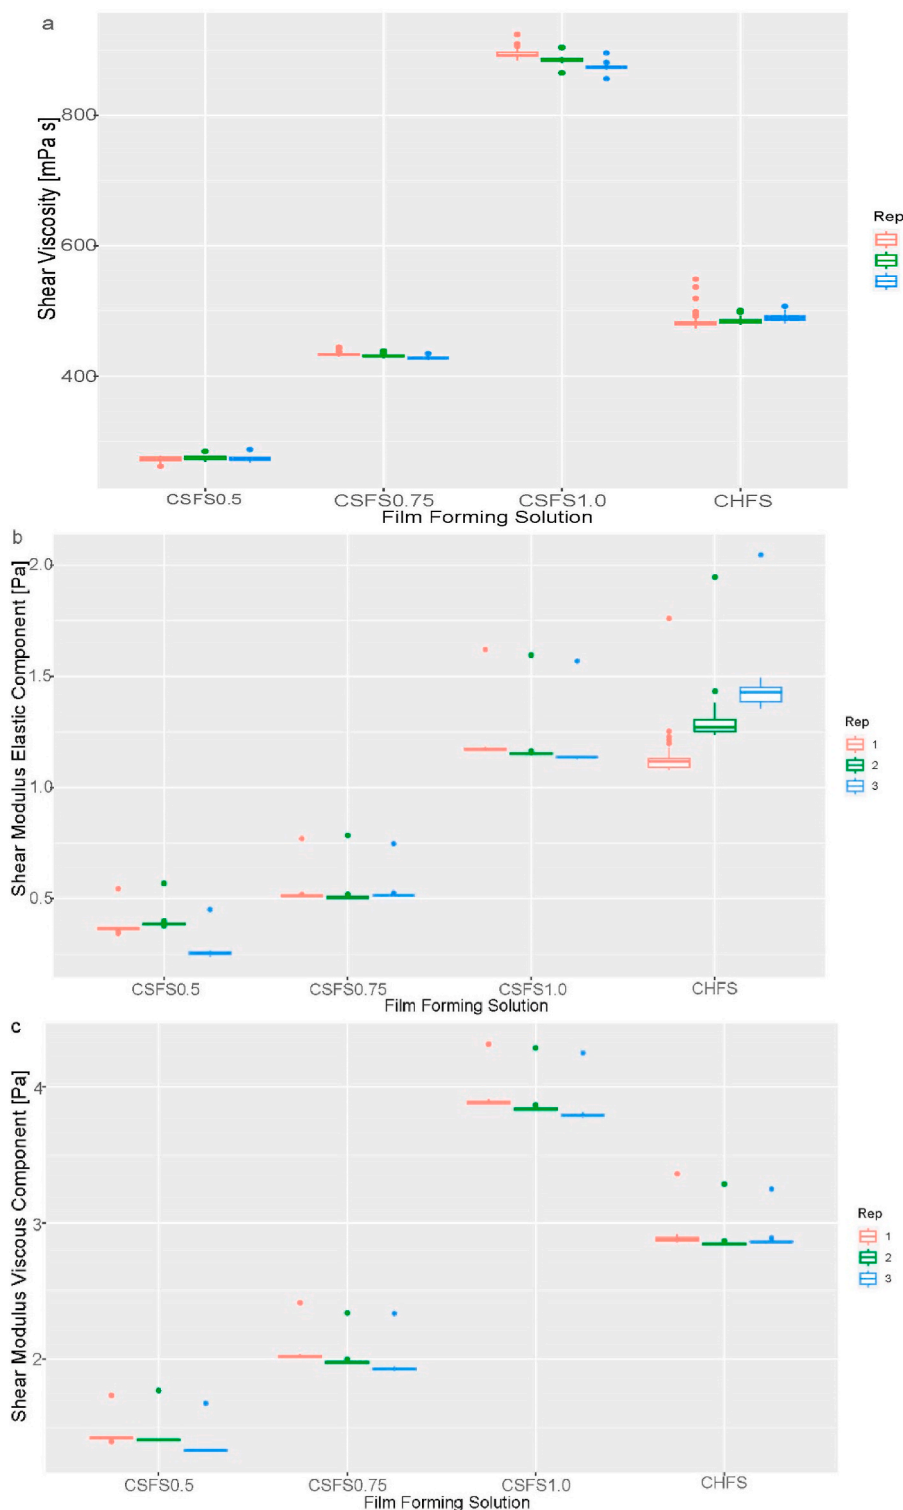 a
Shear Viscosity [mPa s]
800
600
400
CSFS0.5 CSFS0.75 CSFS1.0 CHFS
Film Forming Solution
Rep
b
Shear Modulus Elastic Component [Pa]
2.0
1.5
1.0
0.5
CSFS0.5 CSFS0.75 CSFS1.0 CHFS
Film Forming Solution
Rep
1
2
3
c
Shear Modulus Viscous Component [Pa]
4
3
2
CSFS0.5 CSFS0.75 CSFS1.0 CHFS
Film Forming Solution
Rep
1
2
3